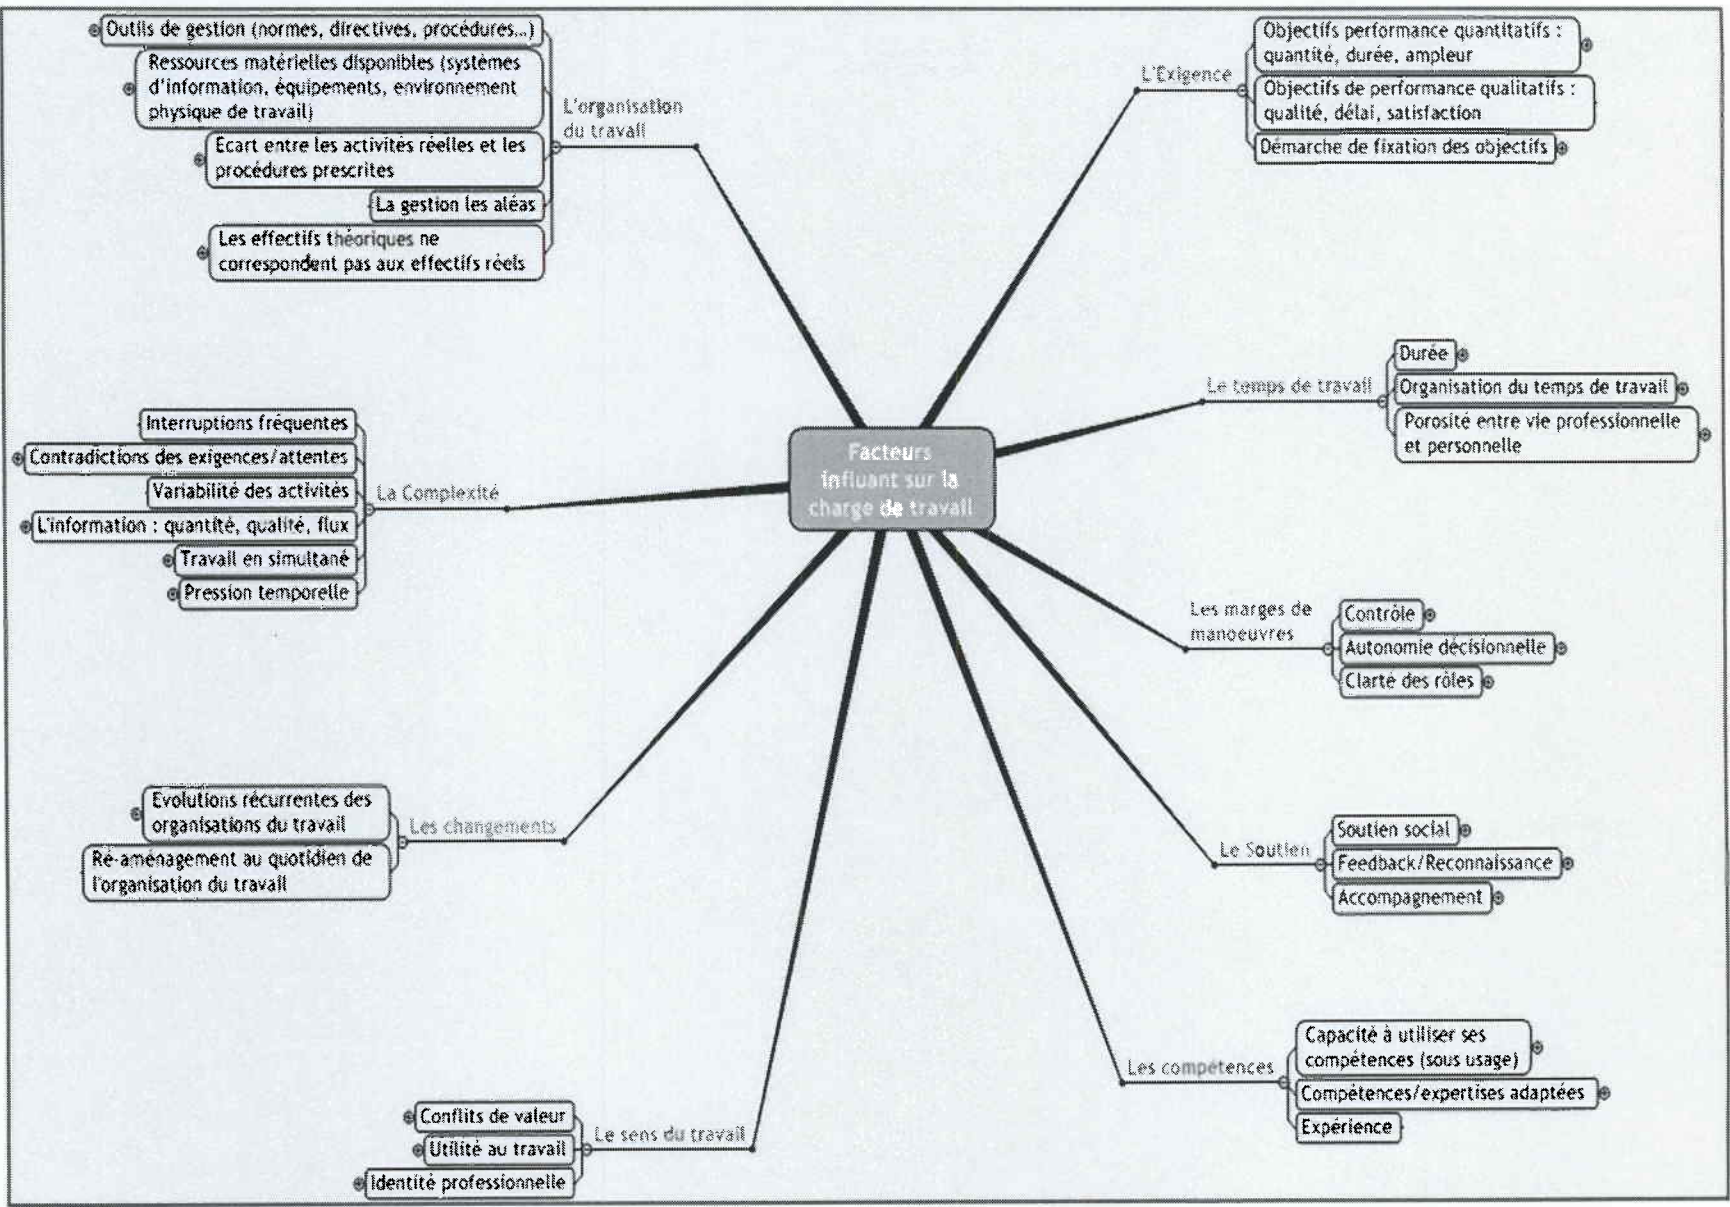 Outils de gestion (normes, directives, procédures...)
Ressources matérielles disponibles (systèmes
d'information, équipements, environnement
physique de travail)
Ecart entre les activités réelles et les
procédures prescrites
La gestion les aléas
Les effectifs théoriques ne
correspondent pas aux effectifs réels
L'organisation
du travail
L'Exigence
Objectifs performance quantitatifs :
quantité, durée, ampleur
Objectifs de performance qualitatifs :
qualité, délai, satisfaction
Démarche de fixation des objectifs
Le temps de travail
Durée
Organisation du temps de travail
Porosité entre vie professionnelle
et personnelle
Facteurs
influant sur la
charge de travail
Interruptions fréquentes
Contradictions des exigences/attentes
Variabilité des activités
L'information : quantité, qualité, flux
Travail en simultané
Pression temporelle
La Complexité
Les marges de
manoeuvres
Contrôle
Autonomie décisionnelle
Clarté des rôles
Evolutions récurrentes des
organisations du travail
Ré-aménagement au quotidien de
l'organisation du travail
Les changements
Le Soutien
Soutien social
Feedback/Reconnaissance
Accompagnement
Les compétences
Capacité à utiliser ses
compétences (sous usage)
Compétences/expertises adaptées
Expérience
Conflits de valeur
Utilité au travail
Identité professionnelle
Le sens du travail